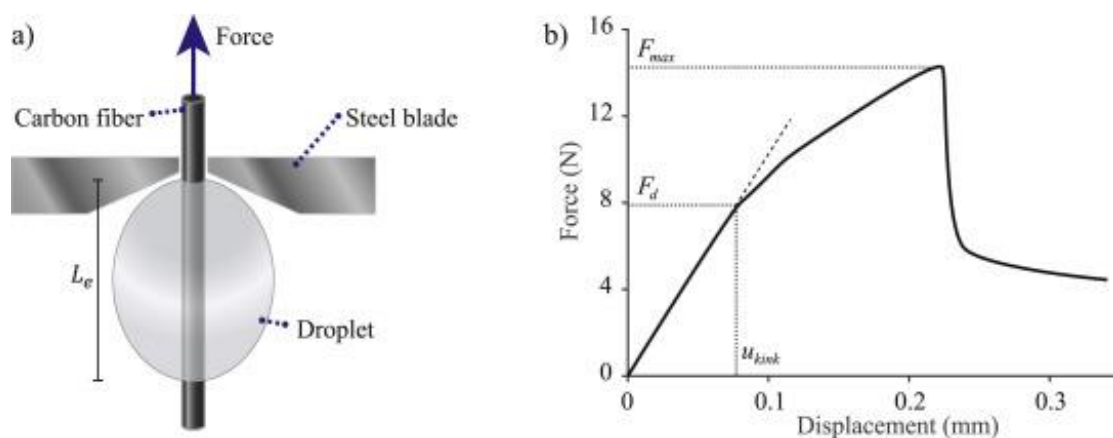 a)
Force
Carbon fiber
Steel blade
L_e
Droplet
b)
Force (N)
16
12
8
4
0
F_max
F_d
u_kink
0
0.1
0.2
0.3
Displacement (mm)